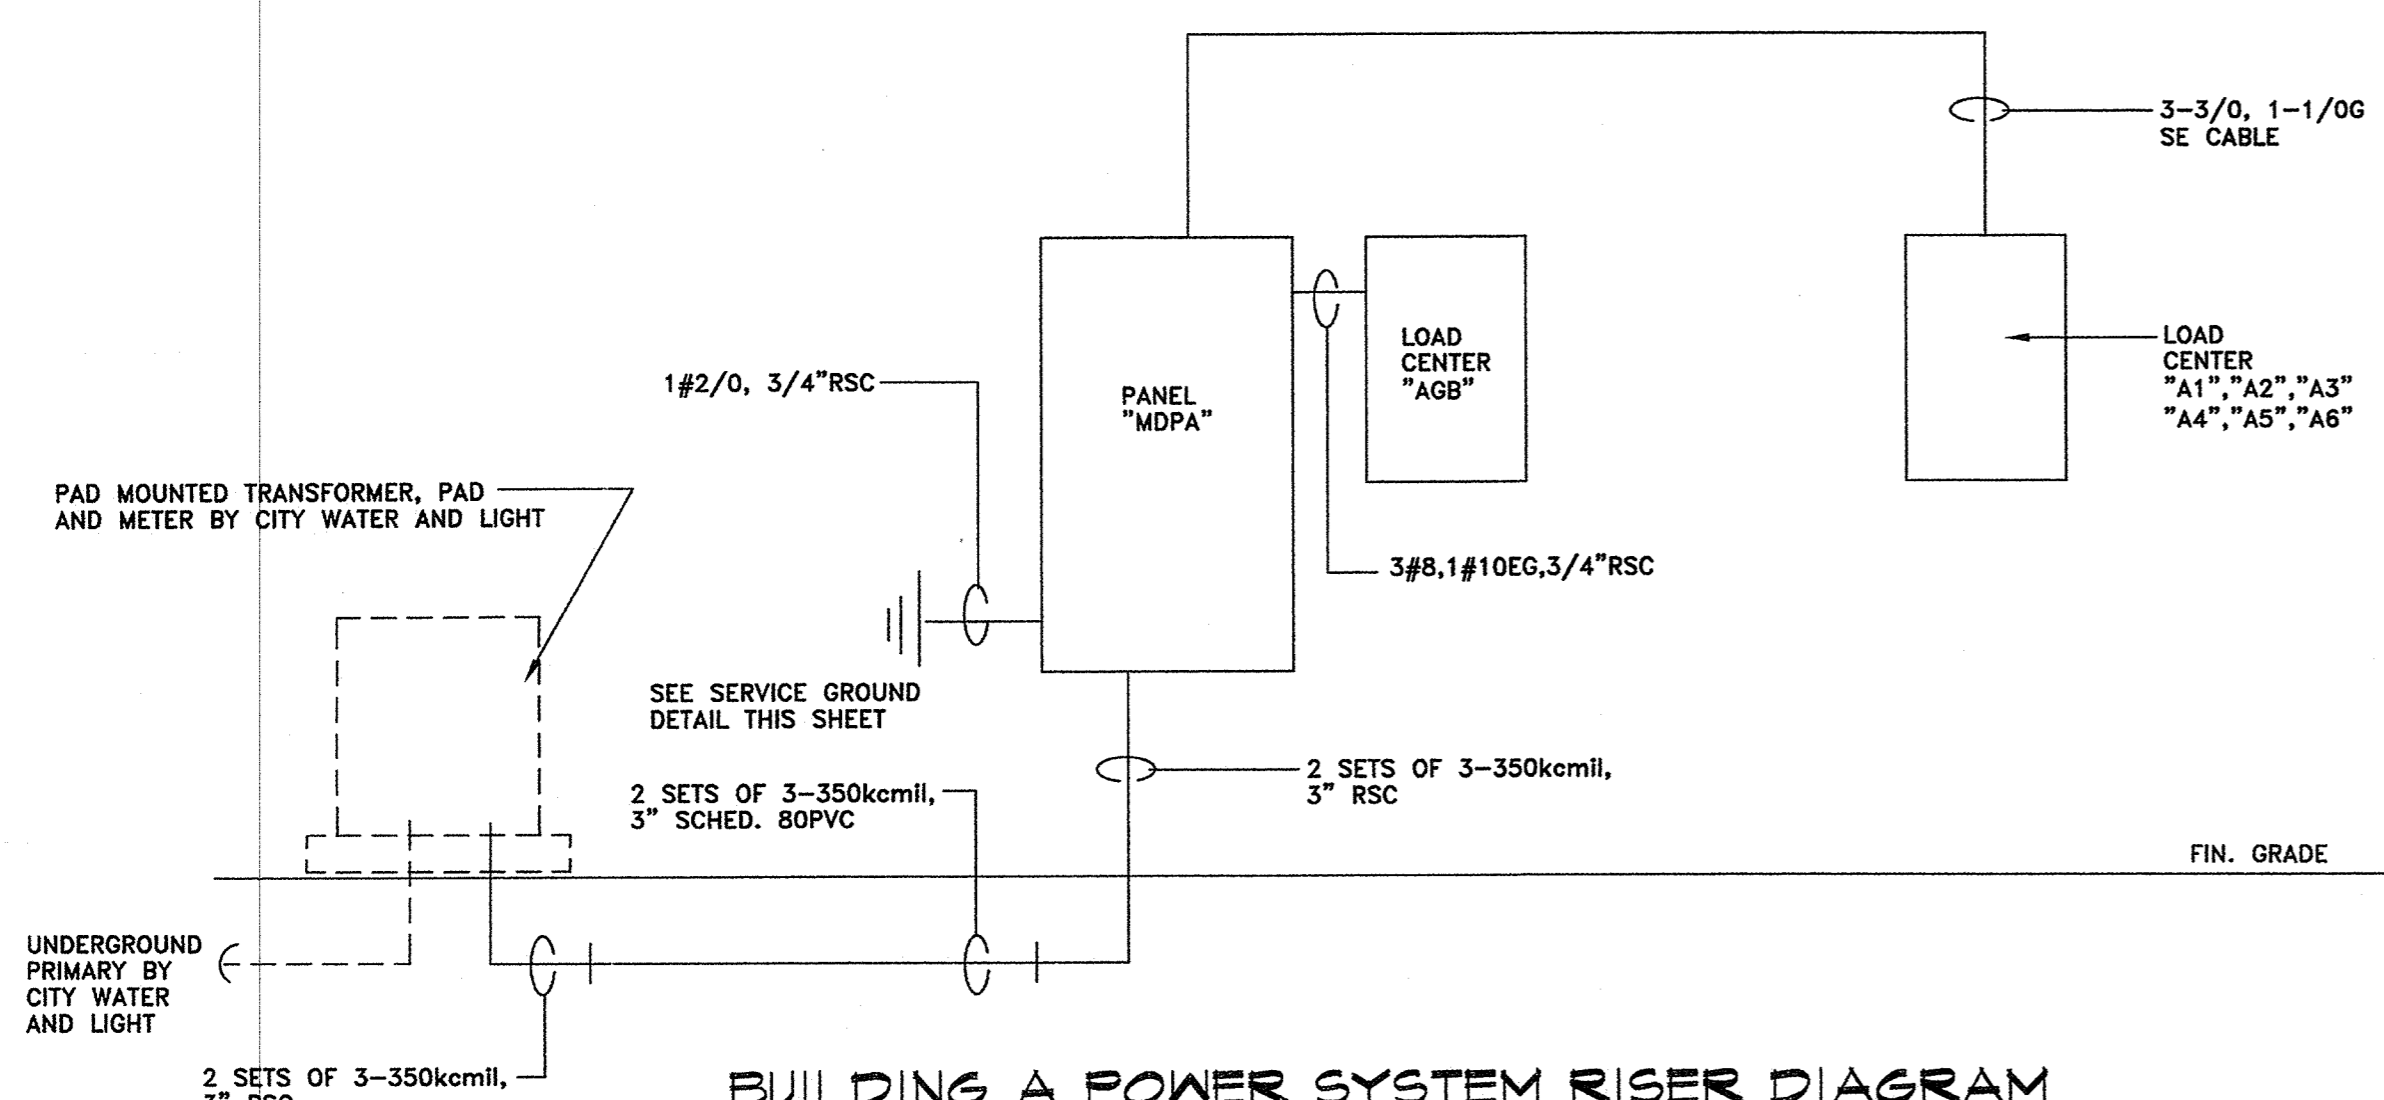 3-3/0, 1-1/0G
SE CABLE
LOAD
CENTER
"AGB"
LOAD
CENTER
"A1","A2","A3"
"A4","A5","A6"
PANEL
"MDPA"
1#2/0, 3/4"RSC
PAD MOUNTED TRANSFORMER, PAD
AND METER BY CITY WATER AND LIGHT
3#8,1#10EG,3/4"RSC
SEE SERVICE GROUND
DETAIL THIS SHEET
2 SETS OF 3-350kcmil,
3" RSC
2 SETS OF 3-350kcmil,
3" SCHED. 80PVC
FIN. GRADE
UNDERGROUND
PRIMARY BY
CITY WATER
AND LIGHT
2 SETS OF 3-350kcmil,
3" RSC
BUILDING A POWER SYSTEM RISER DIAGRAM